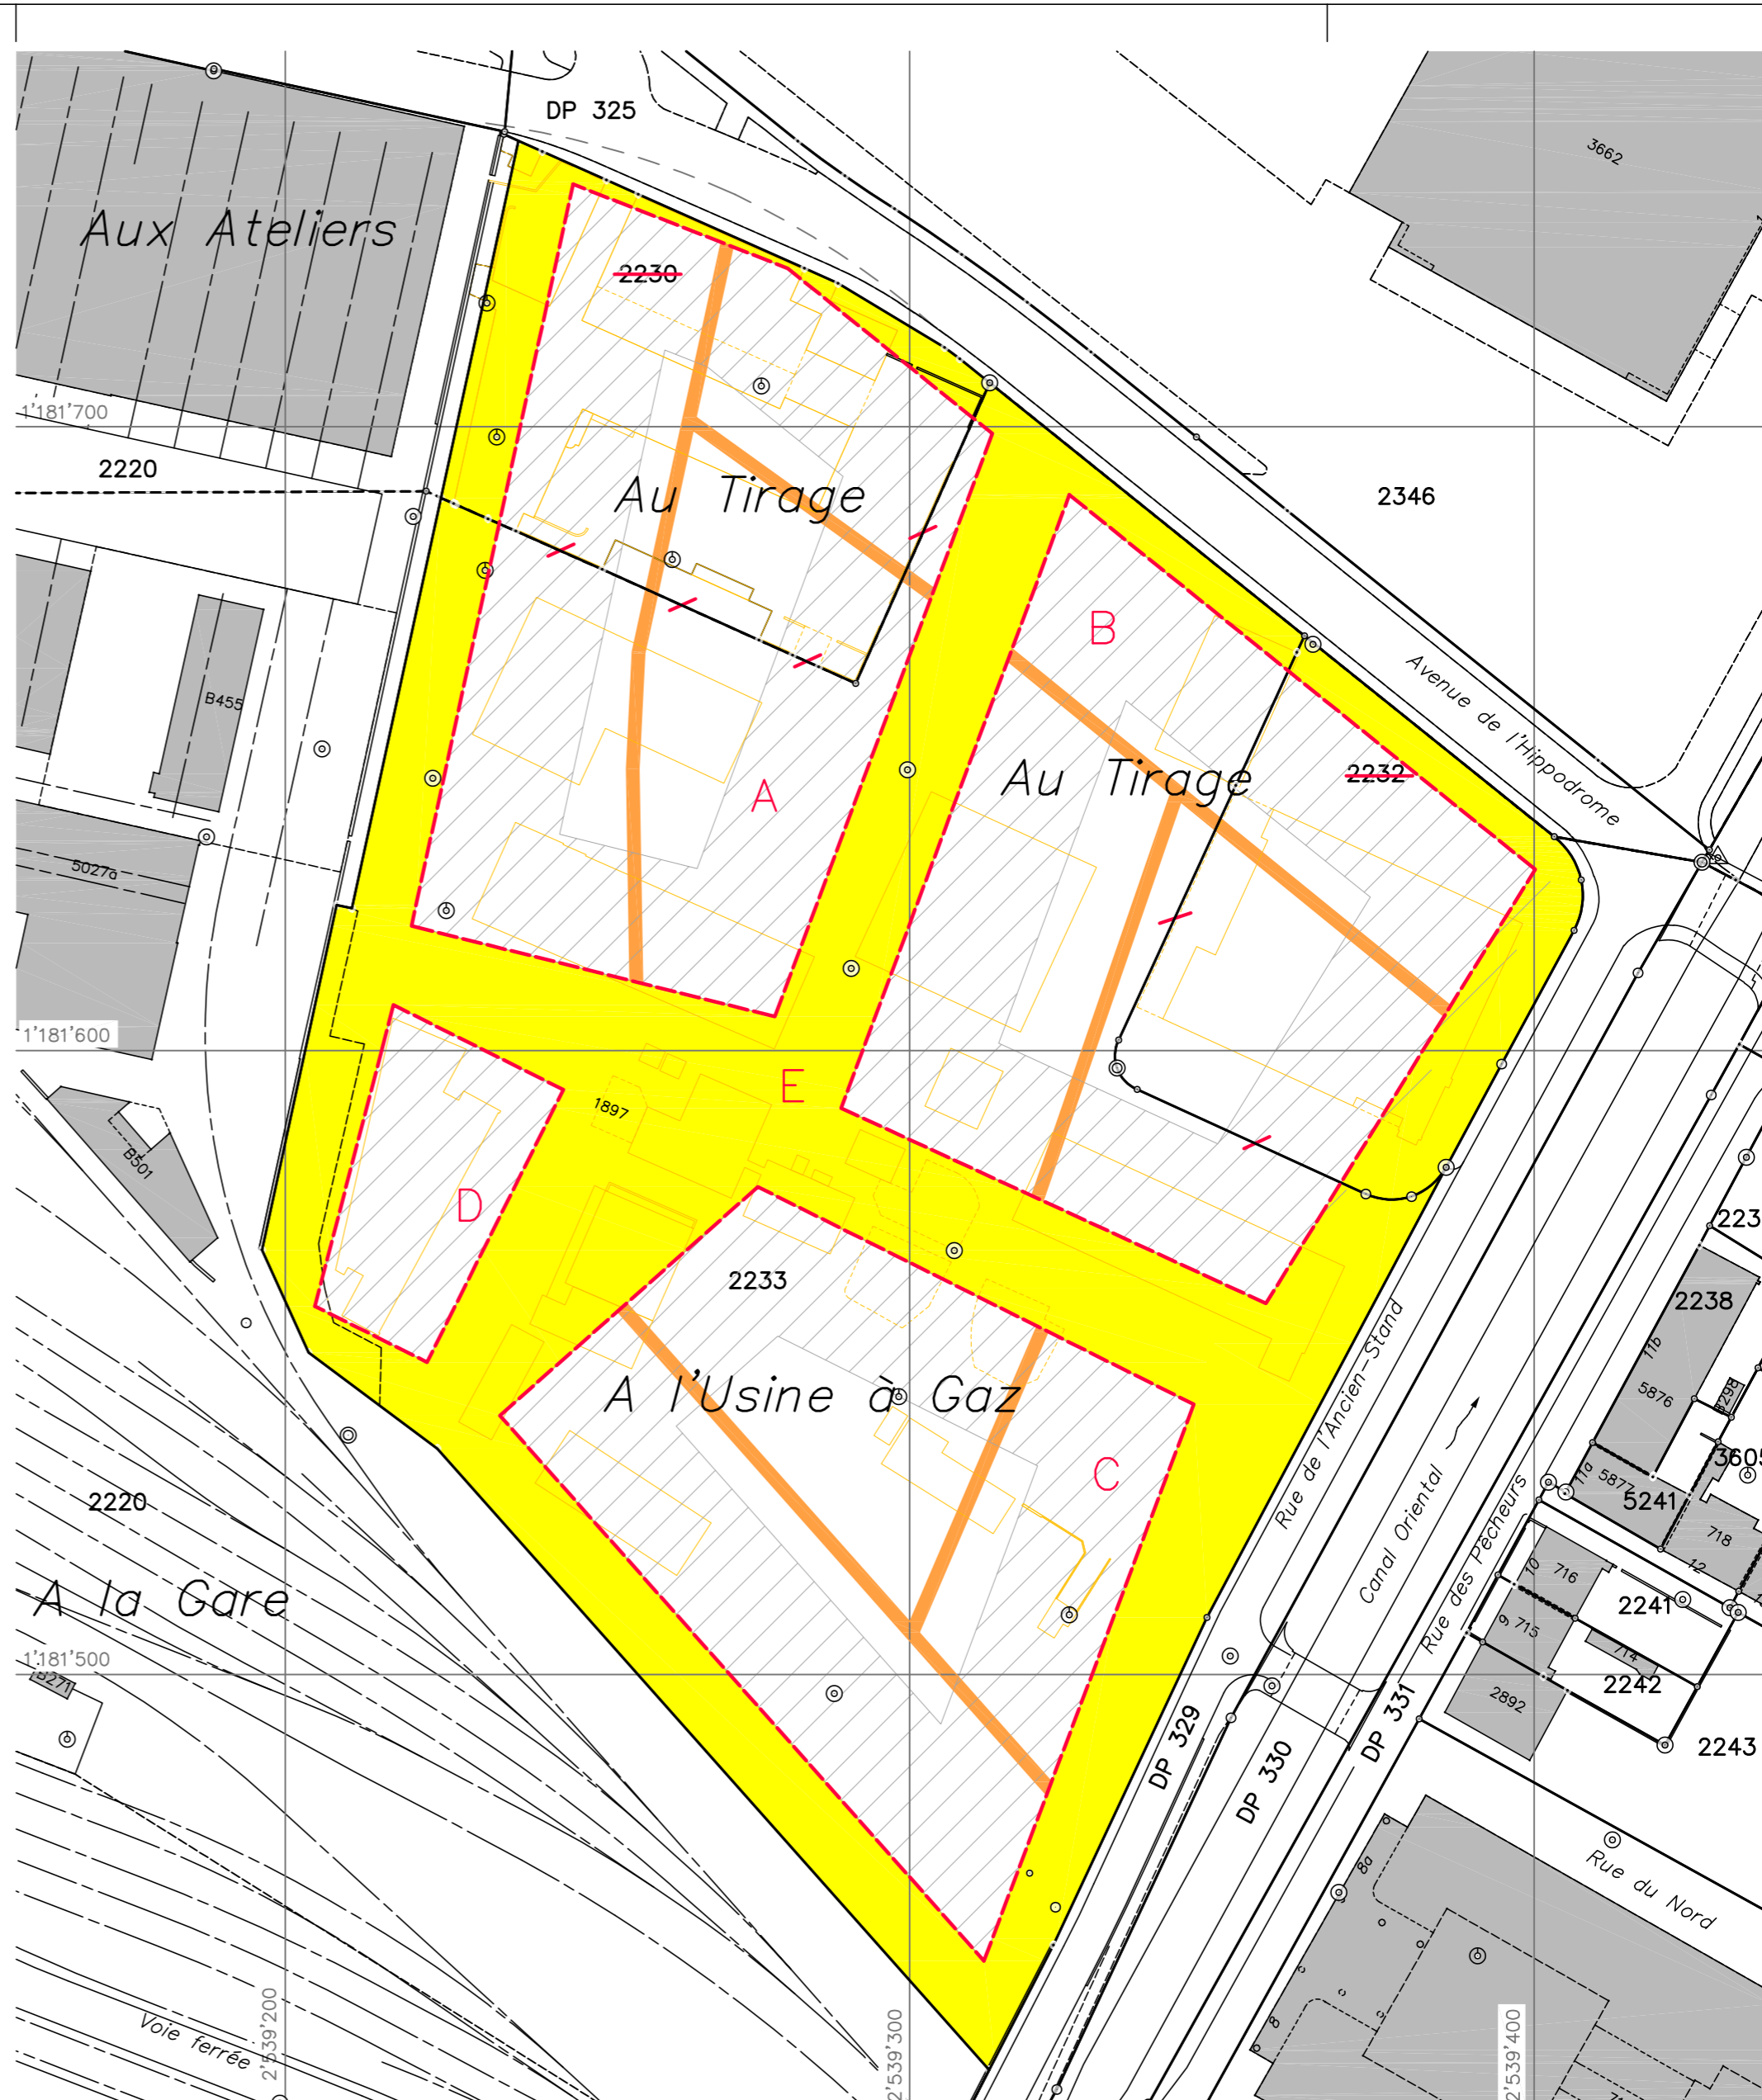 DP 325
3662
Aux Ateliers
2230
1'181'700
2220
Au Tirage
2346
B
Avenue de l'Hippodrome
B455
A
Au Tirage
2232
5027a
1'181'600
E
1897
B501
D
2233
2238
11b
5876
A l'Usine à Gaz
Rue de l'Ancien-Stand
C
Canal Oriental
Rue des Pêcheurs
11a
5877
5241
718
12
2220
10
716
A la Gare
2241
9
715
714
1'181'500
B271
2242
2892
DP 329
DP 331
2243
DP 330
8a
Rue du Nord
2'539'200
2'539'300
2'539'400
Voie ferrée
8